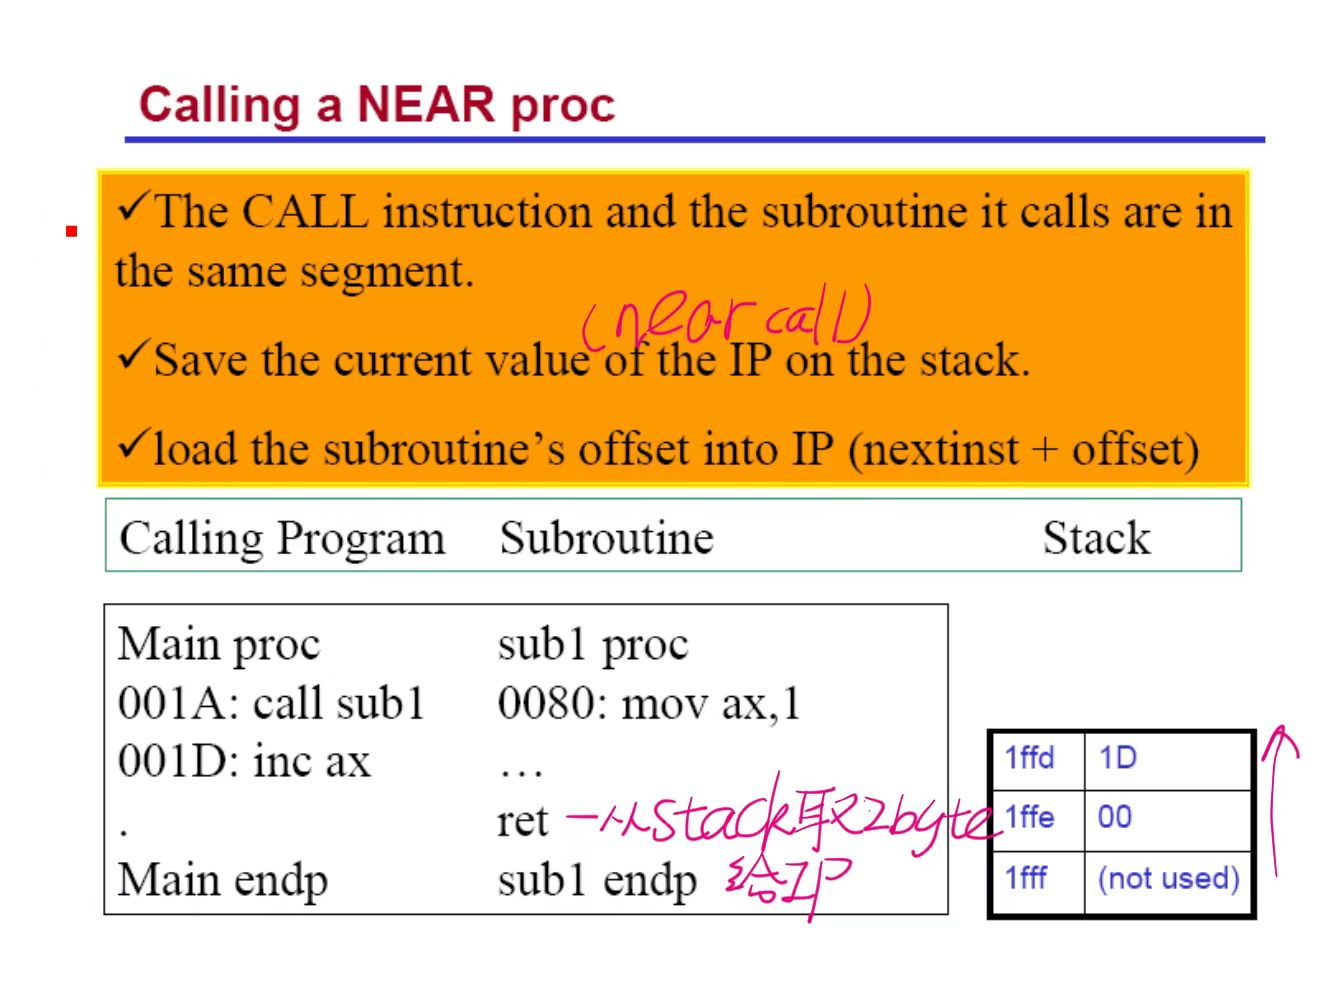 Calling a NEAR proc
✓The CALL instruction and the subroutine it calls are in
the same segment.
(near call)
✓Save the current value of the IP on the stack.
✓load the subroutine's offset into IP (nextinst + offset)
Calling Program Subroutine Stack
Main proc sub1 proc
001A: call sub1 0080: mov ax,1
001D: inc ax …
. ret 一从stack取2byte
Main endp sub1 endp 给IP
1ffd 1D
1ffe 00
1fff (not used)